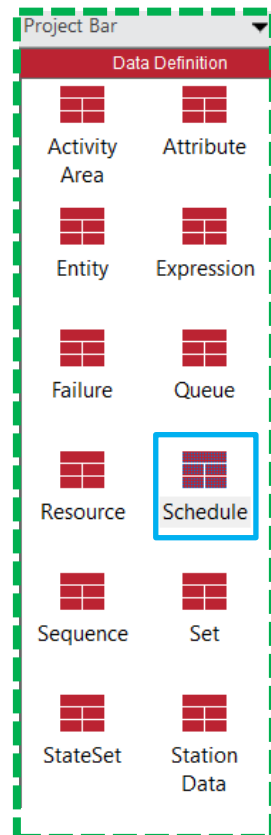 Project Bar
Data Definition
Activity Area
Attribute
Entity
Expression
Failure
Queue
Resource
Schedule
Sequence
Set
StateSet
Station Data